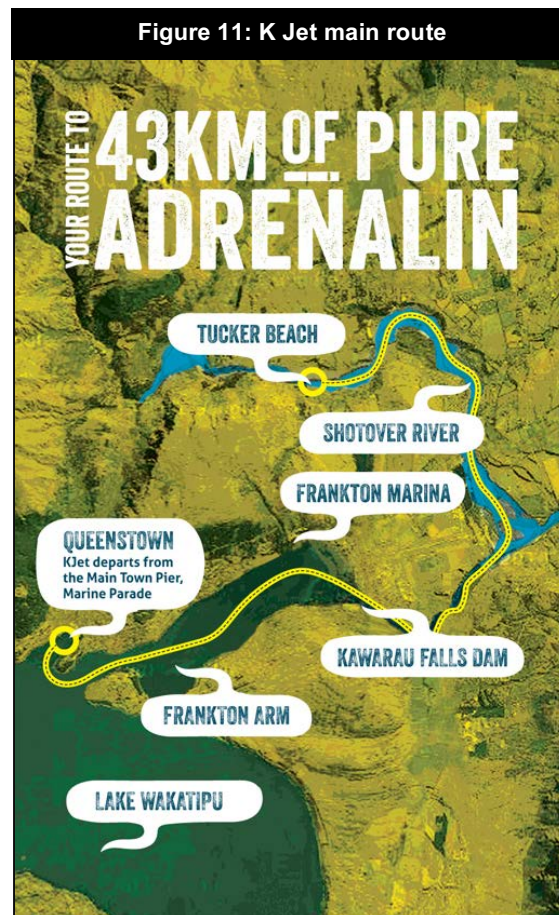 Figure 11: K Jet main route
YOUR ROUTE TO
43KM OF PURE
ADRENALIN
TUCKER BEACH
SHOTOVER RIVER
FRANKTON MARINA
QUEENSTOWN
KJet departs from
the Main Town Pier,
Marine Parade
KAWARAU FALLS DAM
FRANKTON ARM
LAKE WAKATIPU